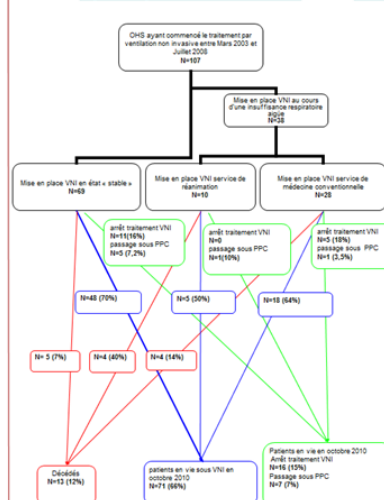 OHS ayant commencé le traitement par
ventilation non invasive entre Mars 2003 et
Juillet 2008
N=107
Mise en place VNI au cours
d'une insuffisance respiratoire
aigüe
N=38
Mise en place VNI en état « stable »
N=69
Mise en place VNI service de
réanimation
N=10
Mise en place VNI service de
médecine conventionnelle
N=28
arrêt traitement VNI
N=11(16%)
passage sous PPC
N=5 (7,2%)
arrêt traitement VNI
N=0
passage sous PPC
N=1(10%)
arrêt traitement VNI
N=5 (18%)
passage sous PPC
N=1 (3,5%)
N=48 (70%)
N=5 (50%)
N=18 (64%)
N= 5 (7%)
N=4 (40%)
N=4 (14%)
Décédés
N=13 (12%)
patients en vie sous VNI en
octobre 2010
N=71 (66%)
Patients en vie en octobre 2010
Arrêt traitement VNI
N=16 (15%)
Passage sous PPC
N=7 (7%)